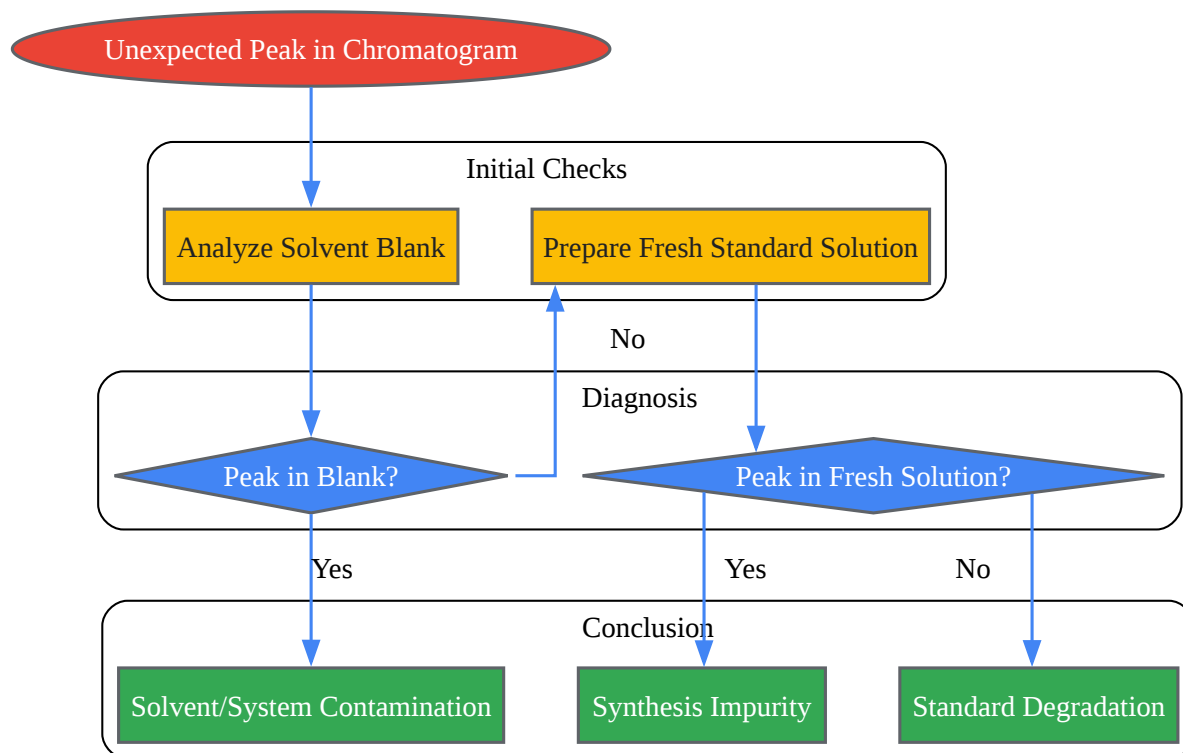 Unexpected Peak in Chromatogram
Initial Checks
Analyze Solvent Blank
Prepare Fresh Standard Solution
No
Diagnosis
Peak in Blank?
Peak in Fresh Solution?
Yes
Yes
No
Conclusion
Solvent/System Contamination
Synthesis Impurity
Standard Degradation